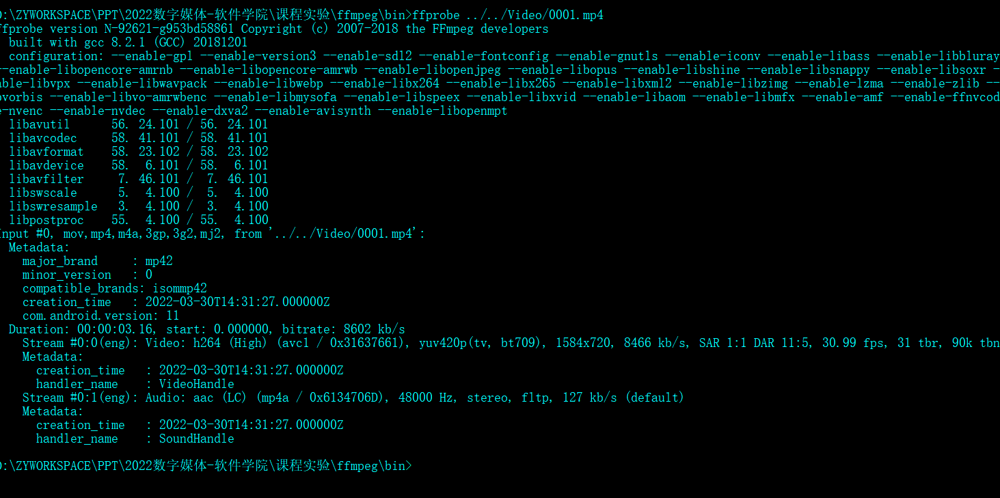 D:\ZYWORKSPACE\PPT\2022数字媒体-软件学院\课程实验\ffmpeg\bin>ffprobe ../../Video/0001.mp4
ffprobe version N-92621-g953bd58861 Copyright (c) 2007-2018 the FFmpeg developers
built with gcc 8.2.1 (GCC) 20181201
configuration: --enable-gpl --enable-version3 --enable-sdl2 --enable-fontconfig --enable-gnutls --enable-iconv --enable-libass --enable-libbluray
--enable-libopencore-amrnb --enable-libopencore-amrwb --enable-libopenjpeg --enable-libopus --enable-libshine --enable-libsnappy --enable-libsoxr -
able-libvpx --enable-libwavpack --enable-libwebp --enable-libx264 --enable-libx265 --enable-libxml2 --enable-libzimg --enable-lzma --enable-zlib --
bvorbis --enable-libvo-amrwbenc --enable-libmysofa --enable-libspeex --enable-libxvid --enable-libaom --enable-libmfx --enable-amf --enable-ffnvcod
e-nvenc --enable-nvdec --enable-dxva2 --enable-avisynth --enable-libopenmpt
libavutil      56. 24.101 / 56. 24.101
libavcodec     58. 41.101 / 58. 41.101
libavformat    58. 23.102 / 58. 23.102
libavdevice    58.  6.101 / 58.  6.101
libavfilter     7. 46.101 /  7. 46.101
libswscale      5.  4.100 /  5.  4.100
libswresample   3.  4.100 /  3.  4.100
libpostproc    55.  4.100 / 55.  4.100
Input #0, mov,mp4,m4a,3gp,3g2,mj2, from '../../Video/0001.mp4':
Metadata:
major_brand     : mp42
minor_version   : 0
compatible_brands: isommp42
creation_time   : 2022-03-30T14:31:27.000000Z
com.android.version: 11
Duration: 00:00:03.16, start: 0.000000, bitrate: 8602 kb/s
Stream #0:0(eng): Video: h264 (High) (avc1 / 0x31637661), yuv420p(tv, bt709), 1584x720, 8466 kb/s, SAR 1:1 DAR 11:5, 30.99 fps, 31 tbr, 90k tbn
Metadata:
creation_time   : 2022-03-30T14:31:27.000000Z
handler_name    : VideoHandle
Stream #0:1(eng): Audio: aac (LC) (mp4a / 0x6134706D), 48000 Hz, stereo, fltp, 127 kb/s (default)
Metadata:
creation_time   : 2022-03-30T14:31:27.000000Z
handler_name    : SoundHandle
D:\ZYWORKSPACE\PPT\2022数字媒体-软件学院\课程实验\ffmpeg\bin>